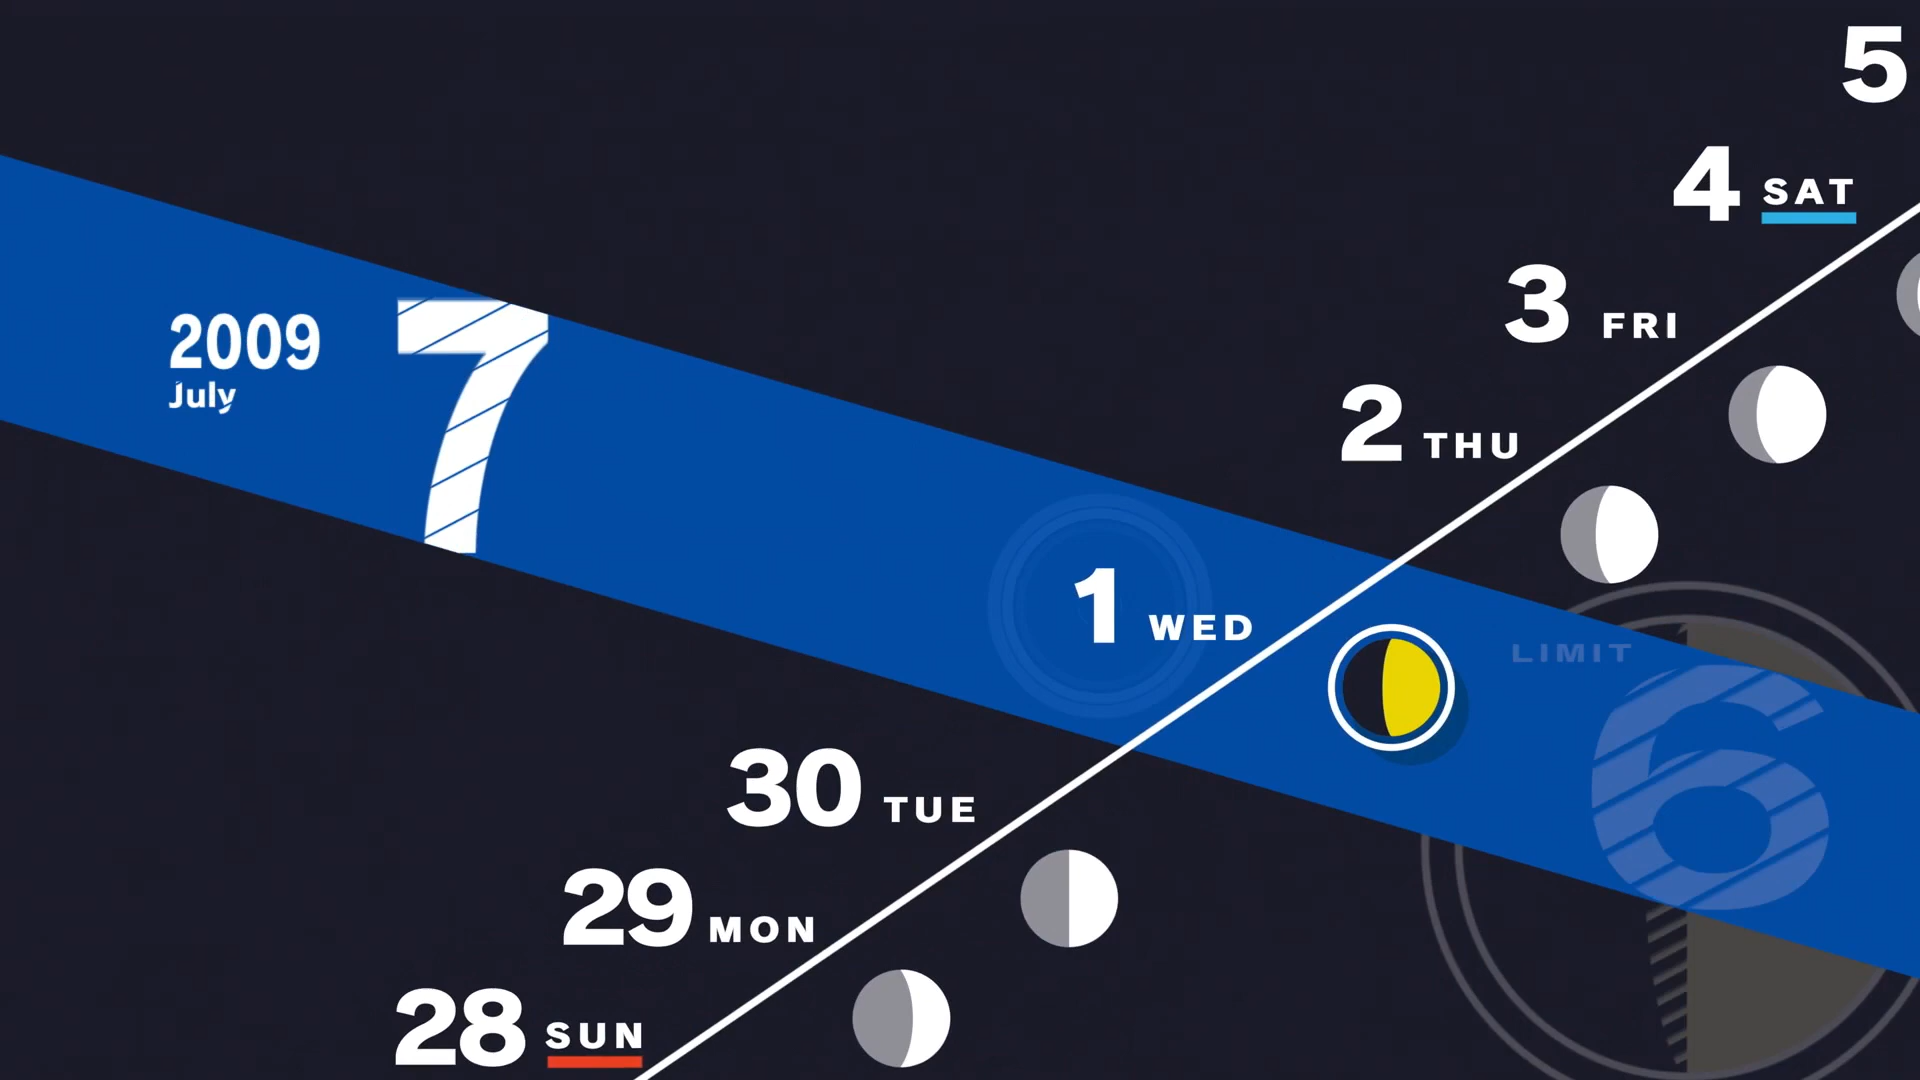 5
4 SAT
3 FRI
2 THU
2009
July
7
1 WED
LIMIT
6
30 TUE
29 MON
28 SUN